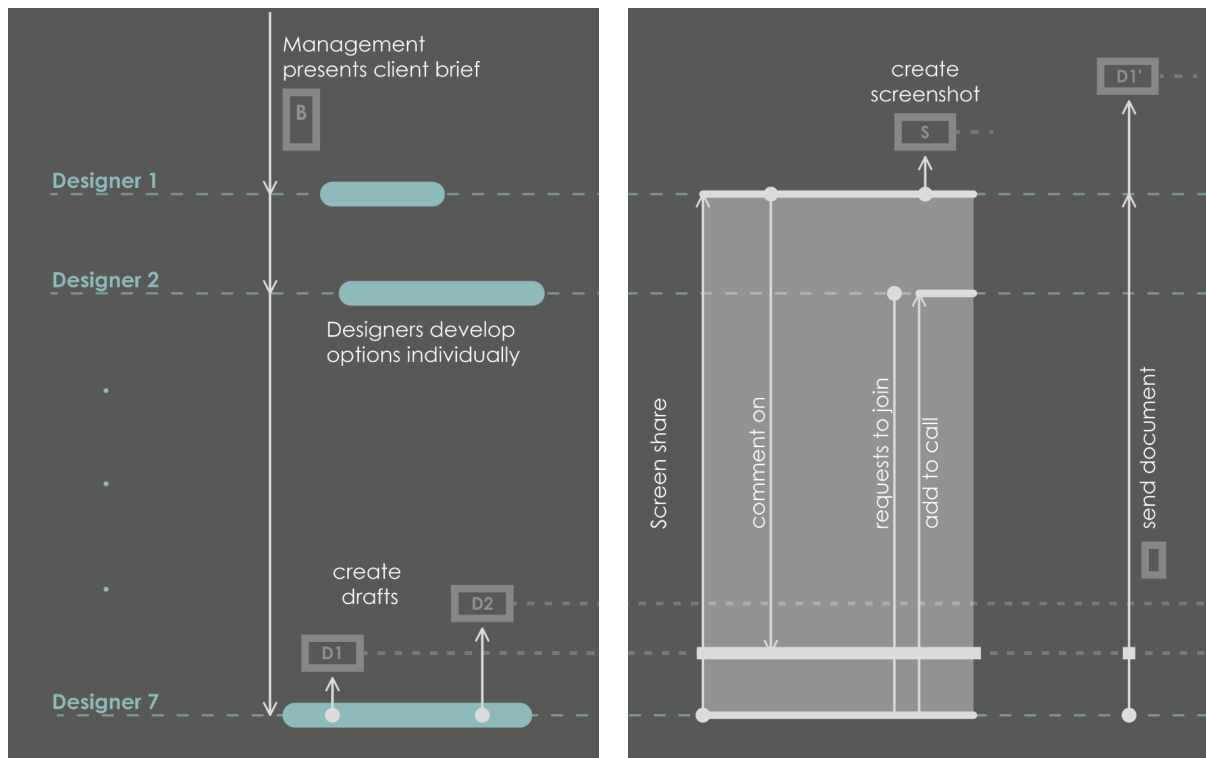 Management
presents client brief
B
Designer 1
Designer 2
Designers develop
options individually
create
drafts
D2
D1
Designer 7
create
screenshot
S
D1'
Screen share
comment on
requests to join
add to call
send document